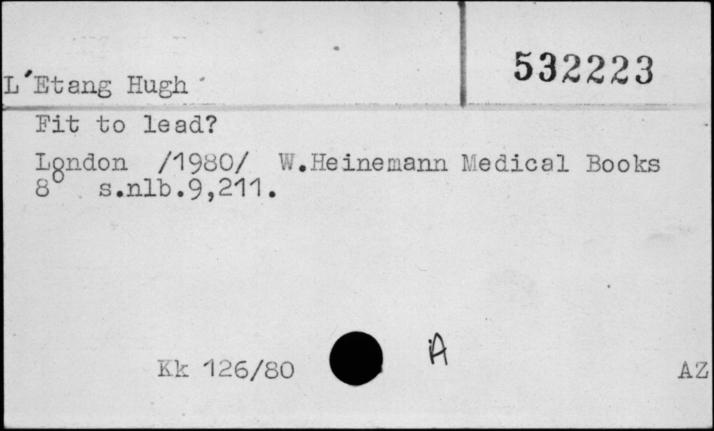 532223
L'Etang Hugh
Fit to lead?
London /1980/ W.Heinemann Medical Books
8° s.nlb.9,211.
A
Kk 126/80
AZ